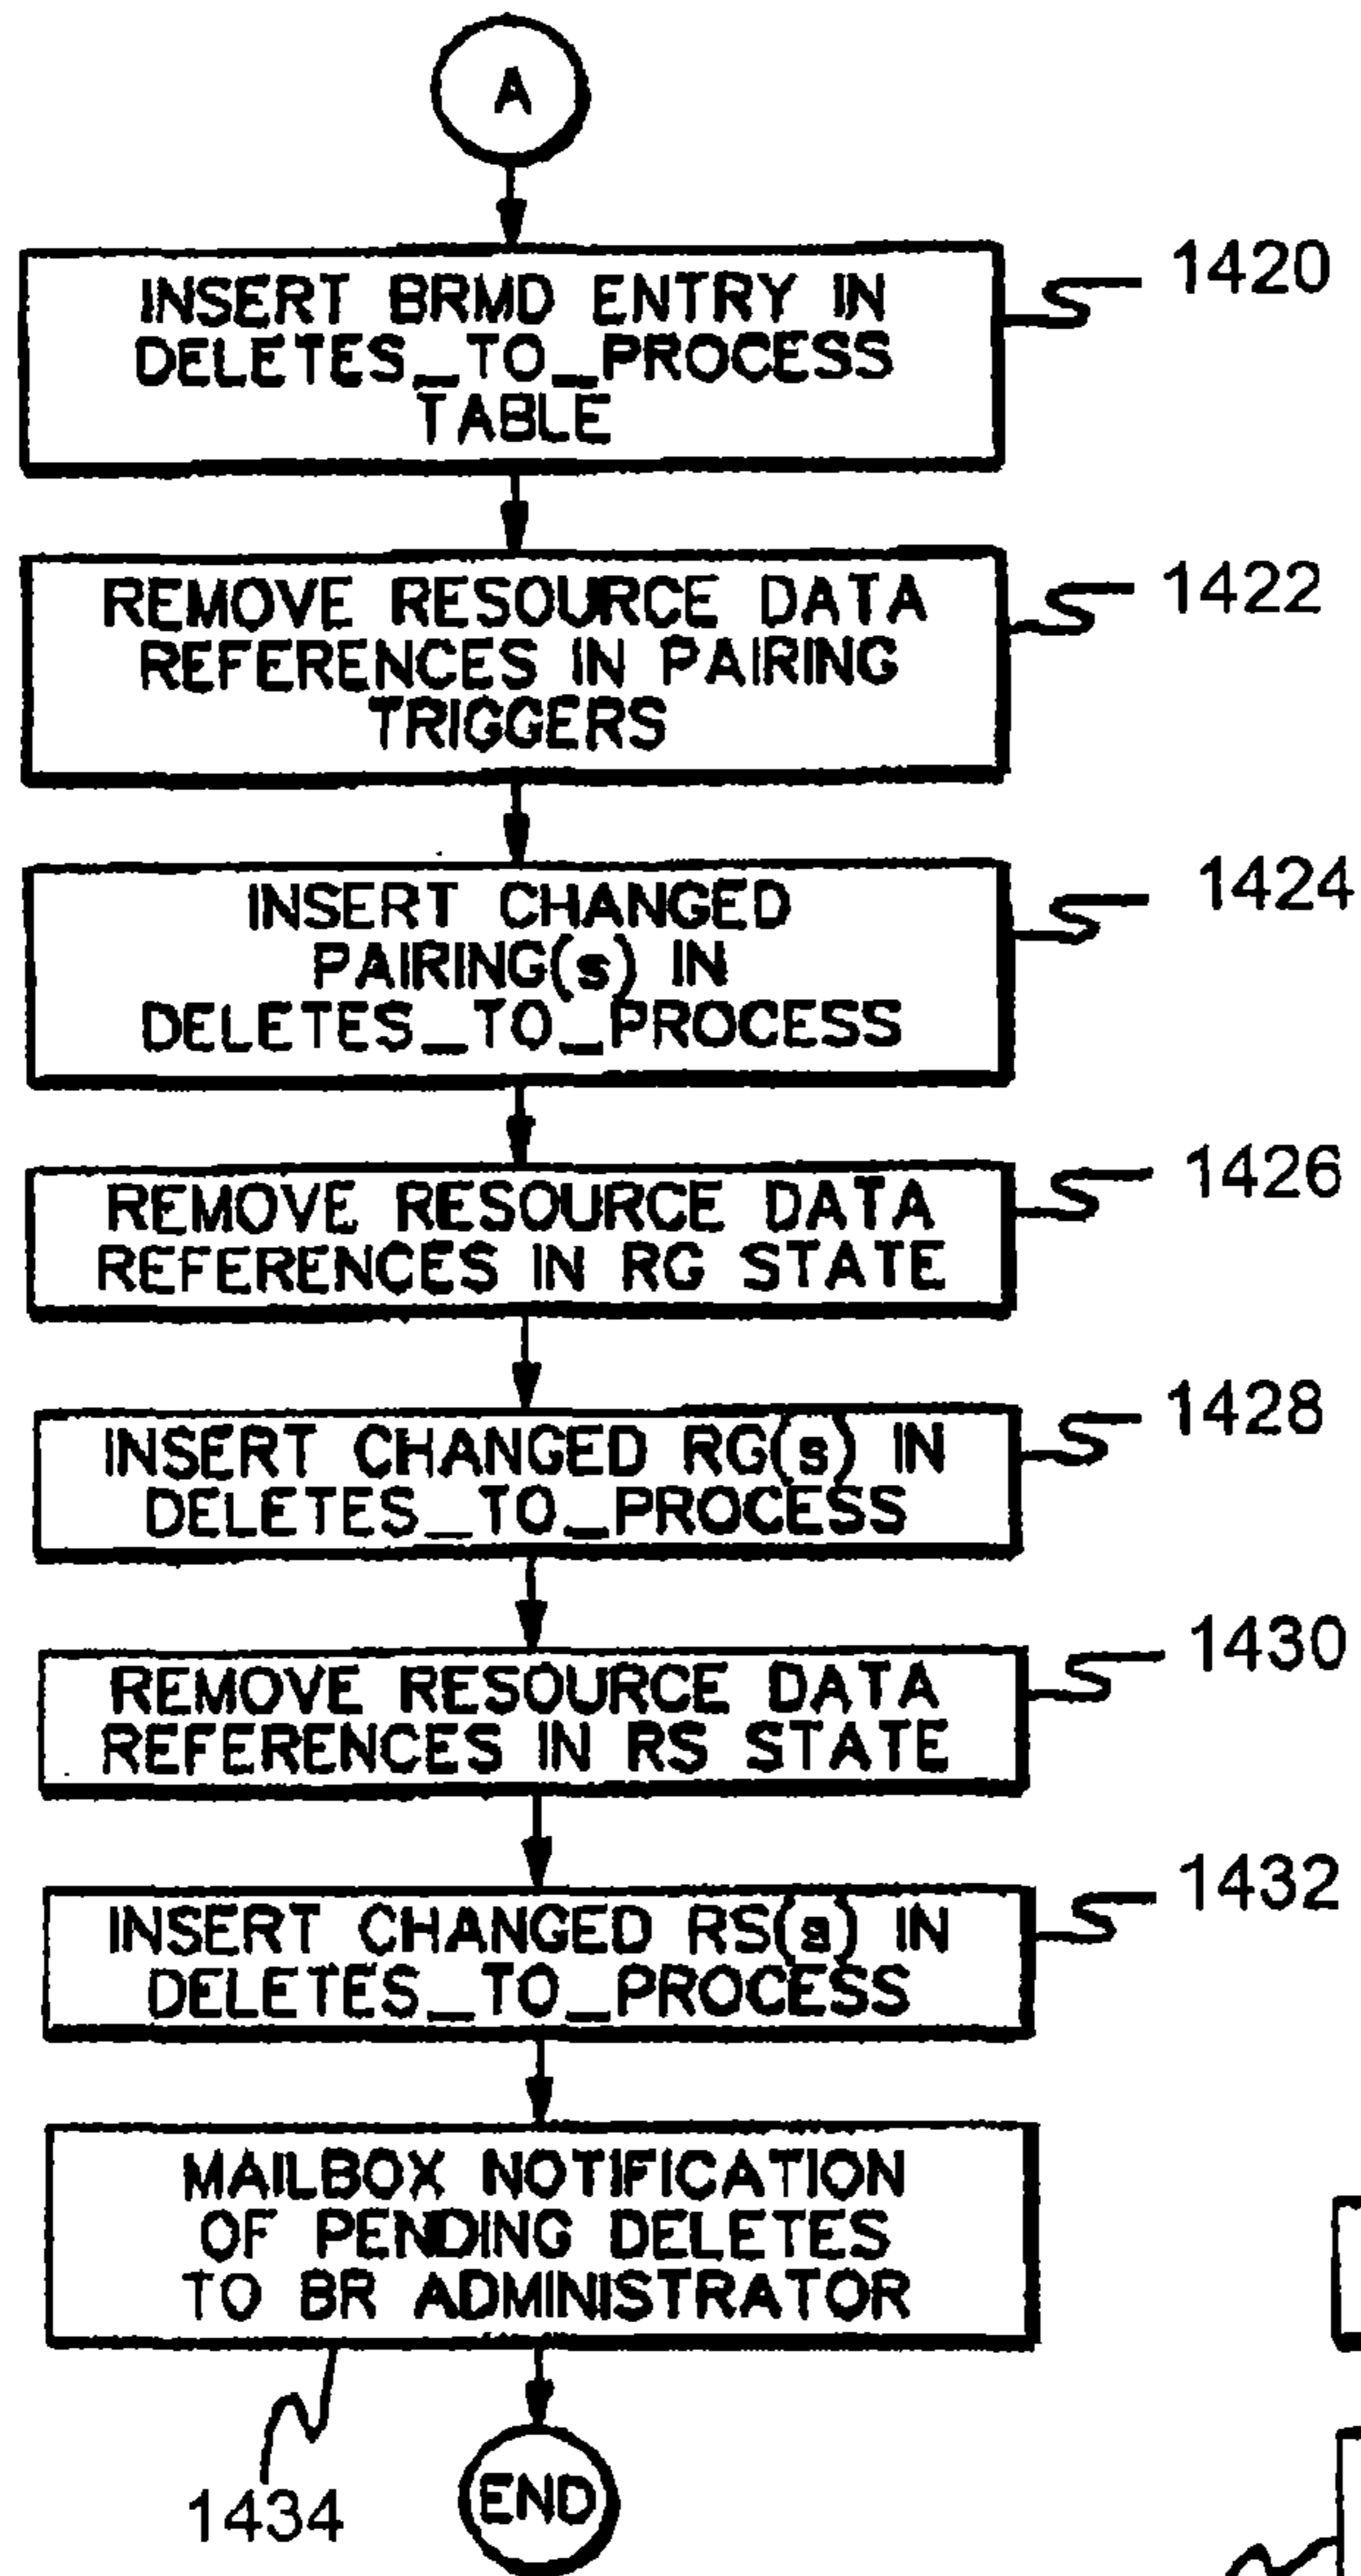 A
INSERT BRMD ENTRY IN
DELETES_TO_PROCESS
TABLE
1420
REMOVE RESOURCE DATA
REFERENCES IN PAIRING
TRIGGERS
1422
INSERT CHANGED
PAIRING(s) IN
DELETES_TO_PROCESS
1424
REMOVE RESOURCE DATA
REFERENCES IN RG STATE
1426
INSERT CHANGED RG(s) IN
DELETES_TO_PROCESS
1428
REMOVE RESOURCE DATA
REFERENCES IN RS STATE
1430
INSERT CHANGED RS(s) IN
DELETES_TO_PROCESS
1432
MAILBOX NOTIFICATION
OF PENDING DELETES
TO BR ADMINISTRATOR
1434
END